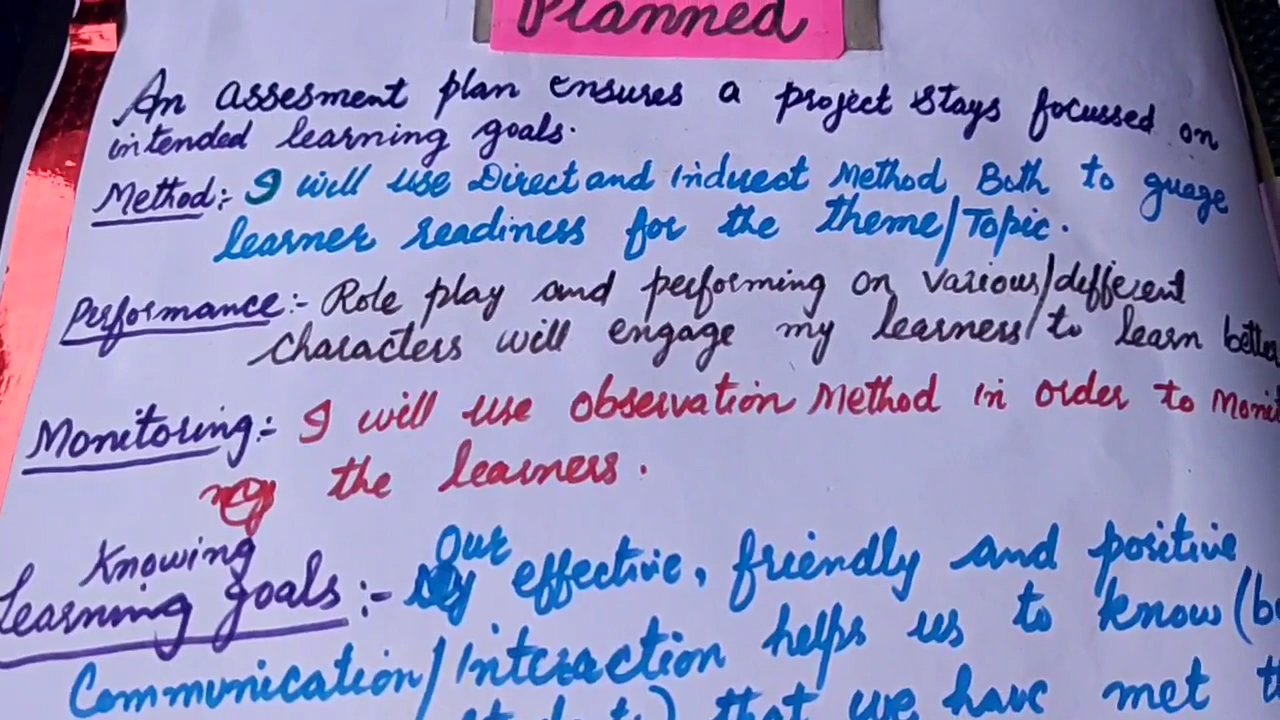 Planned
An assesment plan ensures a project stays focussed on
intended learning goals.
Method:- I will use Direct and indirect Method Both to guage
learner readiness for the theme/Topic.
Performance:- Role play and performing on various/different
characters will engage my learners/to learn better
Monitoring:- I will use observation Method in order to Moni
the learners.
Knowing
Learning goals:- Our effective, friendly and positive
Communication/Interaction helps us to know (b
that we have met t